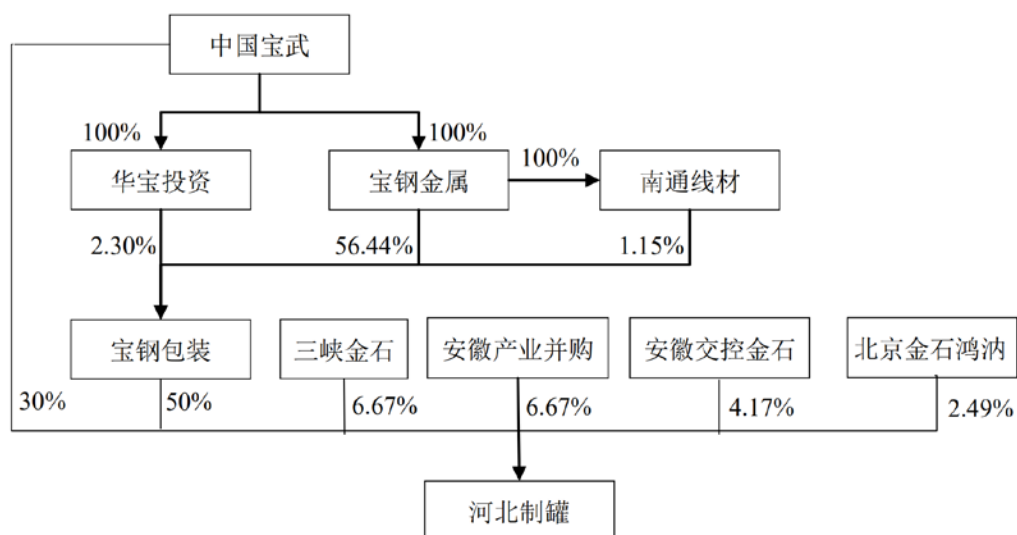 中国宝武
100%
100%
华宝投资
宝钢金属
100%
南通线材
2.30%
56.44%
1.15%
宝钢包装
三峡金石
安徽产业并购
安徽交控金石
北京金石鸿汭
30%
50%
6.67%
6.67%
4.17%
2.49%
河北制罐